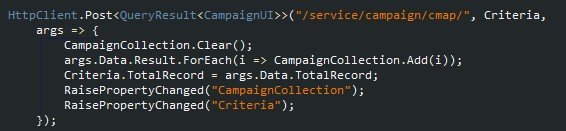 HttpClient.Post<QueryResult<CampaignUI>>("/service/campaign/cmap/", Criteria,
    args => {
        CampaignCollection.Clear();
        args.Data.Result.ForEach(i => CampaignCollection.Add(i));
        Criteria.TotalRecord = args.Data.TotalRecord;
        RaisePropertyChanged("CampaignCollection");
        RaisePropertyChanged("Criteria");
    });